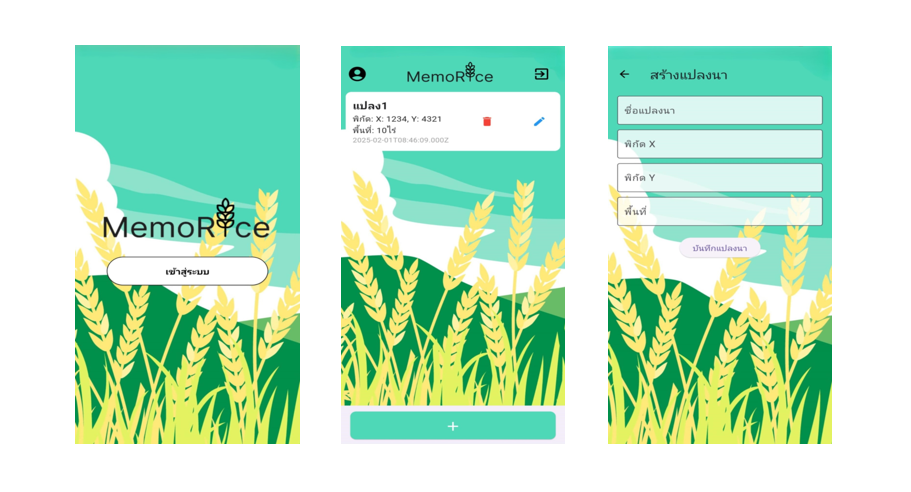 MemoRice
เข้าสู่ระบบ
MemoRice
แปลง1
พิกัด: X: 1234, Y: 4321
พื้นที่: 10ไร่
2025-02-01T08:46:09.000Z
+
สร้างแปลงนา
ชื่อแปลงนา
พิกัด X
พิกัด Y
พื้นที่
บันทึกแปลงนา